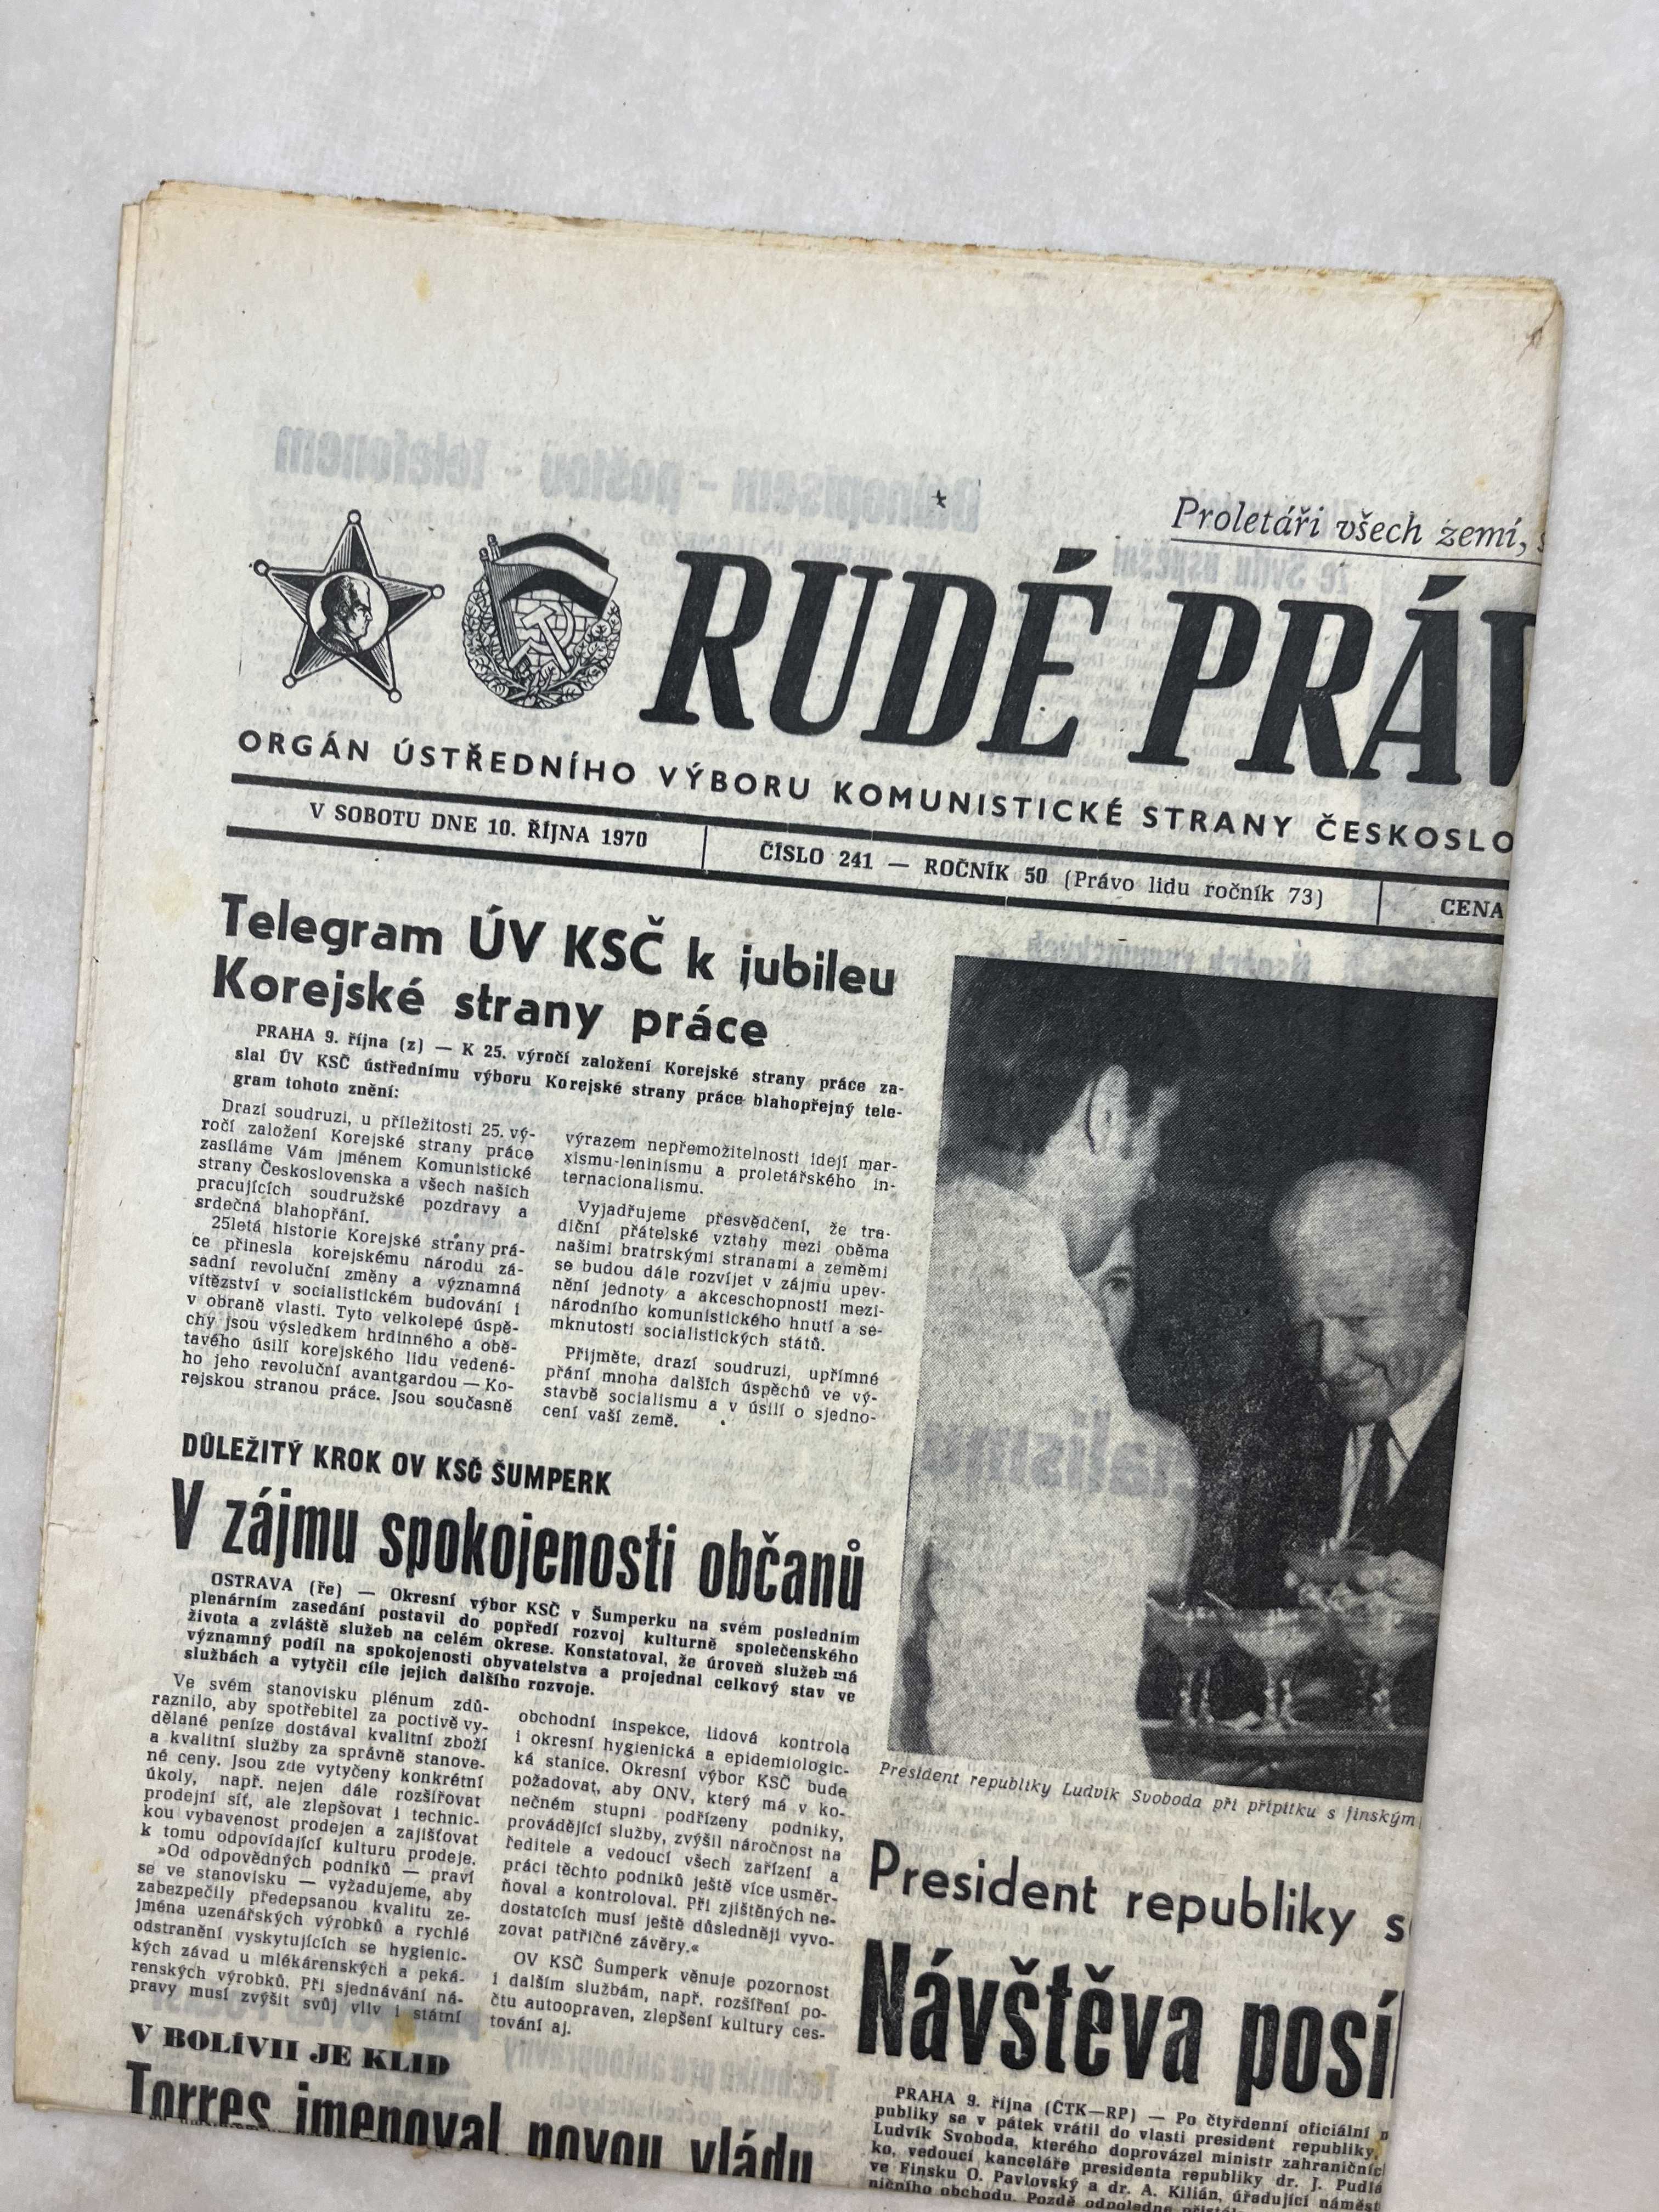 Proletáři všech zemí,
RUDÉ PRÁV
ORGÁN ÚSTŘEDNÍHO VÝBORU KOMUNISTICKÉ STRANY ČESKOSLO
V SOBOTU DNE 10. ŘÍJNA 1970
ČÍSLO 241 — ROČNÍK 50 (Právo lidu ročník 73)
CENA
Telegram ÚV KSČ k jubileu
Korejské strany práce
PRAHA 9. října (z) — K 25. výročí založení Korejské strany práce za-
slal ÚV KSČ ústřednímu výboru Korejské strany práce blahopřejný tele-
gram tohoto znění:
Drazí soudruzi, u příležitosti 25. vý-
ročí založení Korejské strany práce
zasíláme Vám jménem Komunistické
strany Československa a všech našich
pracujících soudružské pozdravy a
srdečná blahopřání.
25letá historie Korejské strány prá-
ce přinesla korejskému národu zá-
sadní revoluční změny a významná
vítězství v socialistickém budování i
v obraně vlasti. Tyto velkolepé úspě-
chy jsou výsledkem hrdinného a obě-
tavého úsilí korejského lidu vedené-
ho jeho revoluční avantgardou — Ko-
rejskou stranou práce. Jsou současně
výrazem nepřemožitelnosti idejí mar-
xismu-leninismu a proletářského in-
ternacionalismu.
Vyjadřujeme přesvědčení, že tra-
diční přátelské vztahy mezi oběma
našimi bratrskými stranami a zeměmi
se budou dále rozvíjet v zájmu upev-
nění jednoty a akceschopnosti mezi-
národního komunistického hnutí a se-
mknutosti socialistických států.
Přijměte, drazí soudruzi, upřímné
přání mnoha dalších úspěchů ve vý-
stavbě socialismu a v úsilí o sjedno-
cení vaší země.
DŮLEŽITÝ KROK OV KSČ ŠUMPERK
V zájmu spokojenosti občanů
OSTRAVA (ře) — Okresní výbor KSČ v Šumperku na svém posledním
plenárním zasedání postavil do popředí rozvoj kulturně společenského
života a zvláště služeb na celém okrese. Konstatoval, že úroveň služeb má
významný podíl na spokojenosti obyvatelstva a projednal celkový stav ve
službách a vytyčil cíle jejich dalšího rozvoje.
Ve svém stanovisku plénum zdů-
raznilo, aby spotřebitel za poctivě vy-
dělané peníze dostával kvalitní zboží
a kvalitní služby za správně stanove-
né ceny. Jsou zde vytyčeny konkrétní
úkoly, např. nejen dále rozšiřovat
prodejní síť, ale zlepšovat i technic-
kou vybavenost prodejen a zajišťovat
k tomu odpovídající kulturu prodeje.
»Od odpovědných podniků — praví
se ve stanovisku — vyžadujeme, aby
zabezpečily předepsanou kvalitu ze-
jména uzenářských výrobků a rychlé
odstranění vyskytujících se hygienic-
kých závad u mlékárenských a peká-
renských výrobků. Při sjednávání ná-
pravy musí zvýšit svůj vliv i státní
obchodní inspekce, lidová kontrola
i okresní hygienická a epidemiologic-
ká stanice. Okresní výbor KSČ bude
požadovat, aby ONV, který má v ko-
nečném stupni podřízeny podniky,
provádějící služby, zvýšil náročnost na
ředitele a vedoucí všech zařízení a
práci těchto podniků ještě více usměr-
ňoval a kontroloval. Při zjištěných ne-
dostatcích musí ještě důsledněji vyvo-
zovat patřičné závěry.«
OV KSČ Šumperk věnuje pozornost
i dalším službám, např. rozšíření po-
čtu autoopraven, zlepšení kultury ces-
tování aj.
V BOLÍVII JE KLID
Torres jmenoval novou vládu
President republiky Ludvík Svoboda při přípitku s jinským
President republiky
Návštěva posí
PRAHA 9. října (ČTK—RP) — Po čtyřdenní oficiální
publiky se v pátek vrátil do vlasti president republiky
Ludvík Svoboda, kterého doprovázel ministr zahraničníc
ko, vedoucí kanceláře presidenta republiky dr. J. Pudlá
ve Finsku O. Pavlovský a dr. A. Kilián, úřadující náměst
ničního obchodu. Pozdě odpoledne